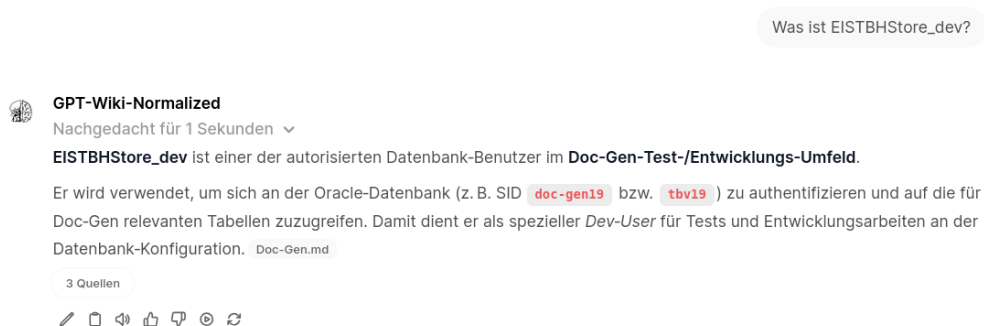 Was ist EISTBHStore_dev?
GPT-Wiki-Normalized
Nachgedacht für 1 Sekunden
EISTBHStore_dev ist einer der autorisierten Datenbank-Benutzer im Doc-Gen-Test-/Entwicklungs-Umfeld.
Er wird verwendet, um sich an der Oracle-Datenbank (z. B. SID doc-gen19 bzw. tbv19 ) zu authentifizieren und auf die für
Doc-Gen relevanten Tabellen zuzugreifen. Damit dient er als spezieller Dev-User für Tests und Entwicklungsarbeiten an der
Datenbank-Konfiguration. Doc-Gen.md
3 Quellen